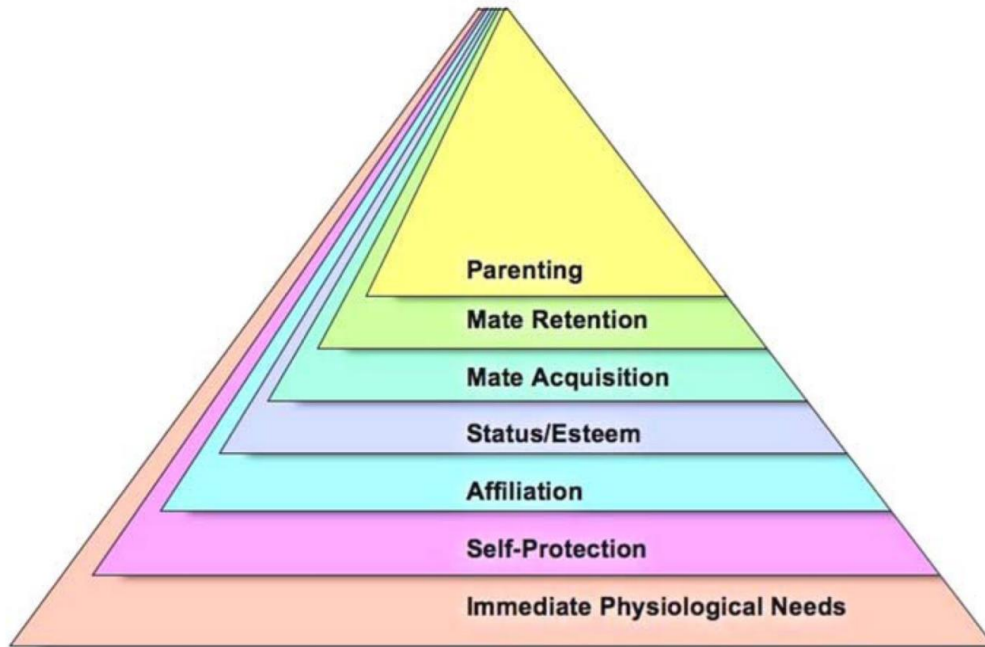 Parenting
Mate Retention
Mate Acquisition
Status/Esteem
Affiliation
Self-Protection
Immediate Physiological Needs